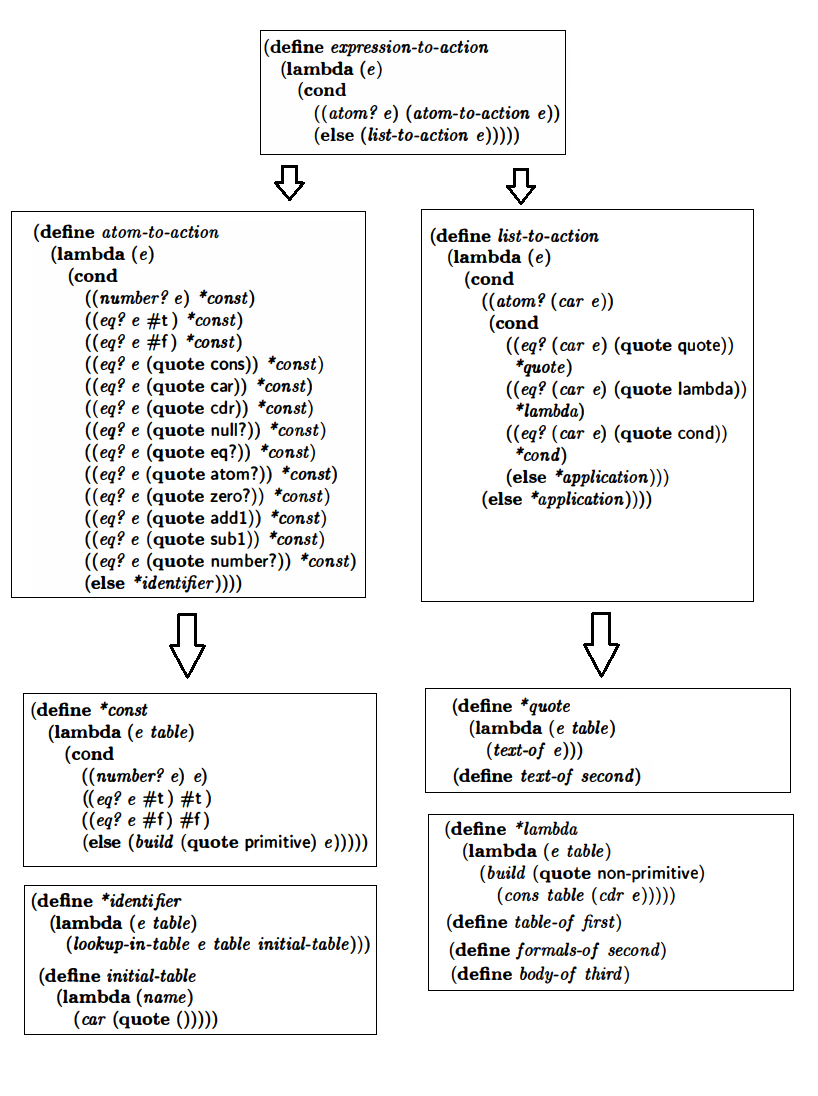 (define expression-to-action
(lambda (e)
(cond
((atom? e) (atom-to-action e))
(else (list-to-action e)))))
(define atom-to-action
(lambda (e)
(cond
((number? e) *const)
((eq? e #t) *const)
((eq? e #f) *const)
((eq? e (quote cons)) *const)
((eq? e (quote car)) *const)
((eq? e (quote cdr)) *const)
((eq? e (quote null?)) *const)
((eq? e (quote eq?)) *const)
((eq? e (quote atom?)) *const)
((eq? e (quote zero?)) *const)
((eq? e (quote add1)) *const)
((eq? e (quote sub1)) *const)
((eq? e (quote number?)) *const)
(else *identifier))))
(define list-to-action
(lambda (e)
(cond
((atom? (car e))
(cond
((eq? (car e) (quote quote))
*quote)
((eq? (car e) (quote lambda))
*lambda)
((eq? (car e) (quote cond))
*cond)
(else *application)))
(else *application))))
(define *const
(lambda (e table)
(cond
((number? e) e)
((eq? e #t) #t)
((eq? e #f) #f)
(else (build (quote primitive) e)))))
(define *identifier
(lambda (e table)
(lookup-in-table e table initial-table)))
(define initial-table
(lambda (name)
(car (quote ()))))
(define *quote
(lambda (e table)
(text-of e)))
(define text-of second)
(define *lambda
(lambda (e table)
(build (quote non-primitive)
(cons table (cdr e)))))
(define table-of first)
(define formals-of second)
(define body-of third)